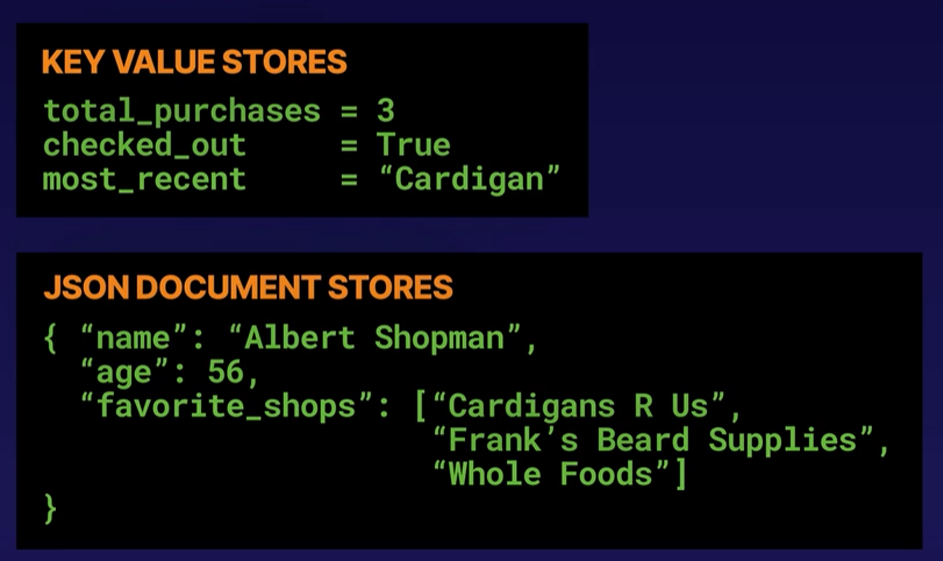 KEY VALUE STORES
total_purchases = 3
checked_out     = True
most_recent     = “Cardigan”
JSON DOCUMENT STORES
{ “name”: “Albert Shopman”,
  “age”: 56,
  “favorite_shops”: [“Cardigans R Us”,
                     “Frank’s Beard Supplies”,
                     “Whole Foods”]
}